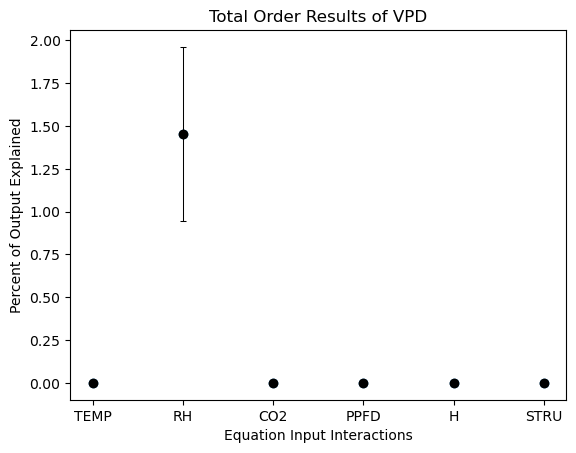 Total Order Results of VPD
Percent of Output Explained
2.00
1.75
1.50
1.25
1.00
0.75
0.50
0.25
0.00
TEMP RH CO2 PPFD H STRU
Equation Input Interactions